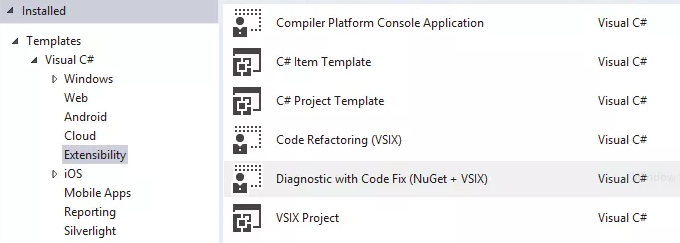 Installed
Templates
Visual C#
Windows
Web
Android
Cloud
Extensibility
iOS
Mobile Apps
Reporting
Silverlight
Compiler Platform Console Application Visual C#
C# Item Template Visual C#
C# Project Template Visual C#
Code Refactoring (VSIX) Visual C#
Diagnostic with Code Fix (NuGet + VSIX) Visual C#
VSIX Project Visual C#